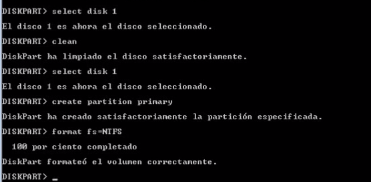 DISKPART> select disk 1
El disco 1 es ahora el disco seleccionado.
DISKPART> clean
DiskPart ha limpiado el disco satisfactoriamente.
DISKPART> select disk 1
El disco 1 es ahora el disco seleccionado.
DISKPART> create partition primary
DiskPart ha creado satisfactoriamente la partición especificada.
DISKPART> format fs=NTFS
100 por ciento completado
DiskPart formateó el volumen correctamente.
DISKPART> _